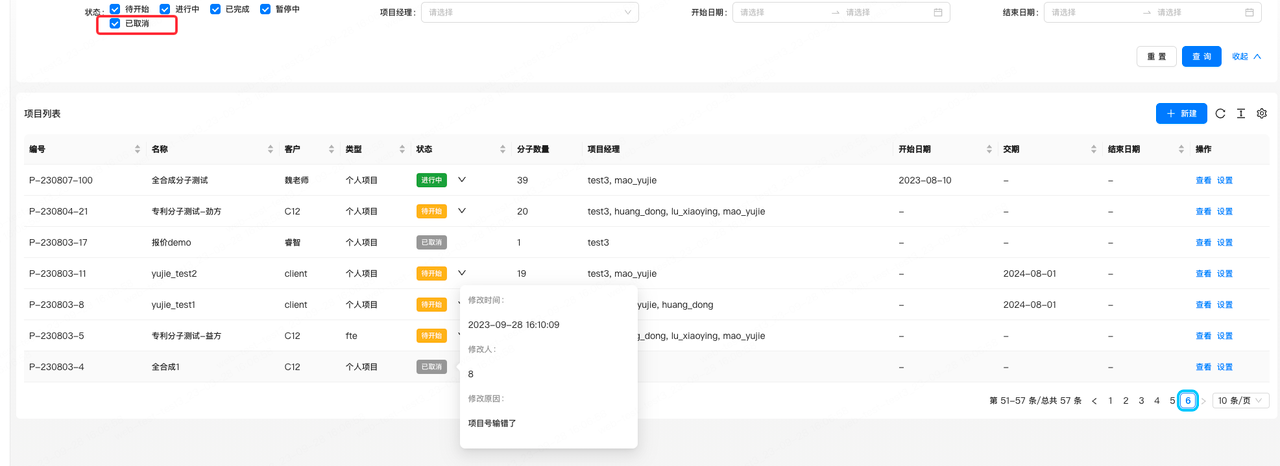 状态： 待开始 进行中 已完成 暂停中 项目经理： 请选择 开始日期： 请选择 → 请选择 结束日期： 请选择 → 请选择
已取消
重 置 查 询 收起
项目列表 + 新建
编号 名称 客户 类型 状态 分子数量 项目经理 开始日期 交期 结束日期 操作
P-230807-100 全合成分子测试 魏老师 个人项目 进行中 39 test3, mao_yujie 2023-08-10 - - 查看 设置
P-230804-21 专利分子测试-劲方 C12 个人项目 待开始 20 test3, huang_dong, lu_xiaoying, mao_yujie - - - 查看 设置
P-230803-17 报价demo 睿智 个人项目 已取消 1 test3 - - - 查看 设置
P-230803-11 yujie_test2 client 个人项目 待开始 19 test3, mao_yujie - 2024-08-01 - 查看 设置
P-230803-8 yujie_test1 client 个人项目 待开始 yujie, huang_dong - 2024-08-01 - 查看 设置
P-230803-5 专利分子测试-益方 C12 fte 待开始 g_dong, lu_xiaoying, mao_yujie - - - 查看 设置
P-230803-4 全合成1 C12 个人项目 已取消 - - - 查看 设置
修改时间：
2023-09-28 16:10:09
修改人：
8
修改原因：
项目号输错了
第 51-57 条/总共 57 条 < 1 2 3 4 5 6 > 10 条/页